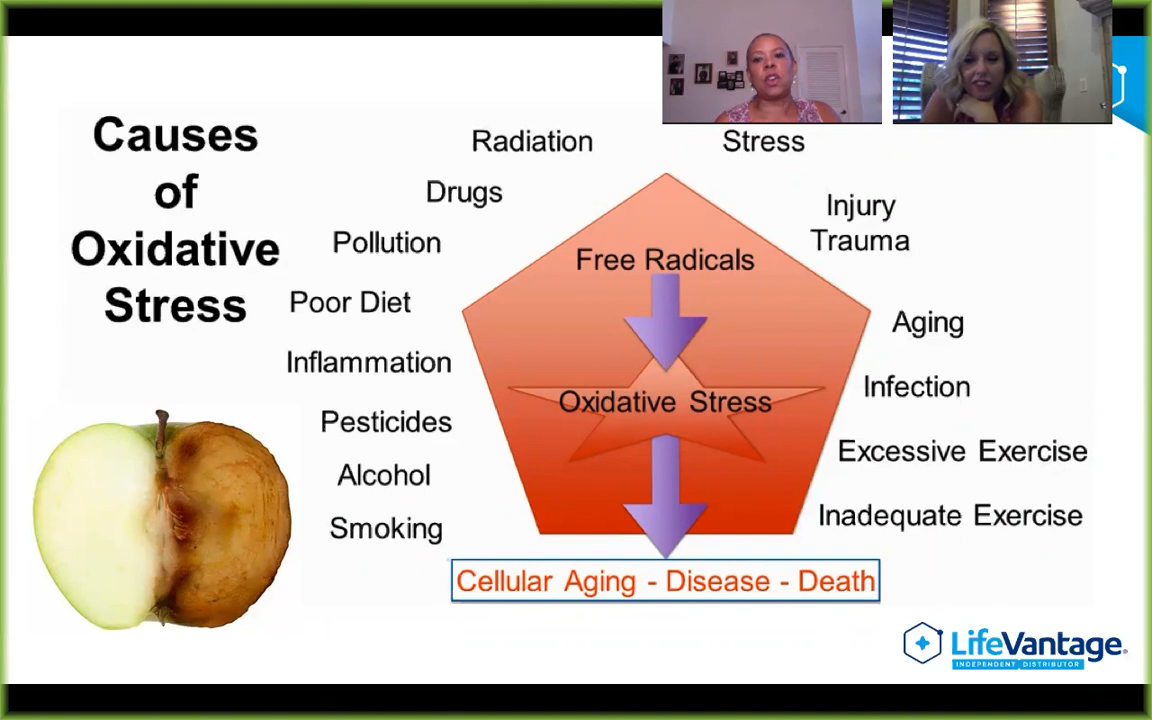 Causes
of
Oxidative
Stress
Radiation
Stress
Drugs
Injury
Trauma
Pollution
Free Radicals
Poor Diet
Aging
Inflammation
Infection
Oxidative Stress
Pesticides
Excessive Exercise
Alcohol
Inadequate Exercise
Smoking
Cellular Aging - Disease - Death
LifeVantage®
INDEPENDENT DISTRIBUTOR